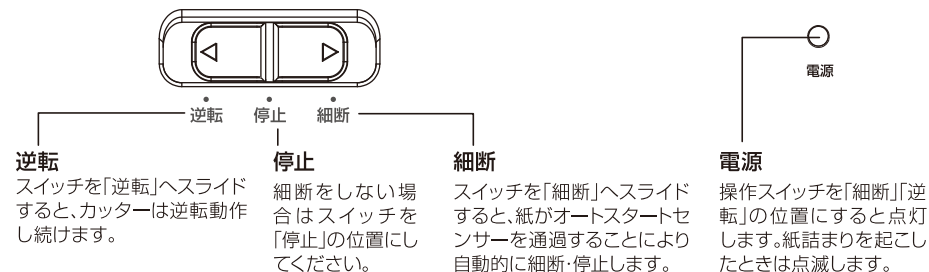 電源
逆転 停止 細断
逆転
スイッチを「逆転」へスライド
すると、カッターは逆転動作
し続けます。
停止
細断をしない場
合はスイッチを
「停止」の位置にし
てください。
細断
スイッチを「細断」へスライド
すると、紙がオートスタートセ
ンサーを通過することにより
自動的に細断・停止します。
電源
操作スイッチを「細断」「逆
転」の位置にすると点灯
します。紙詰まりを起こし
たときは点滅します。